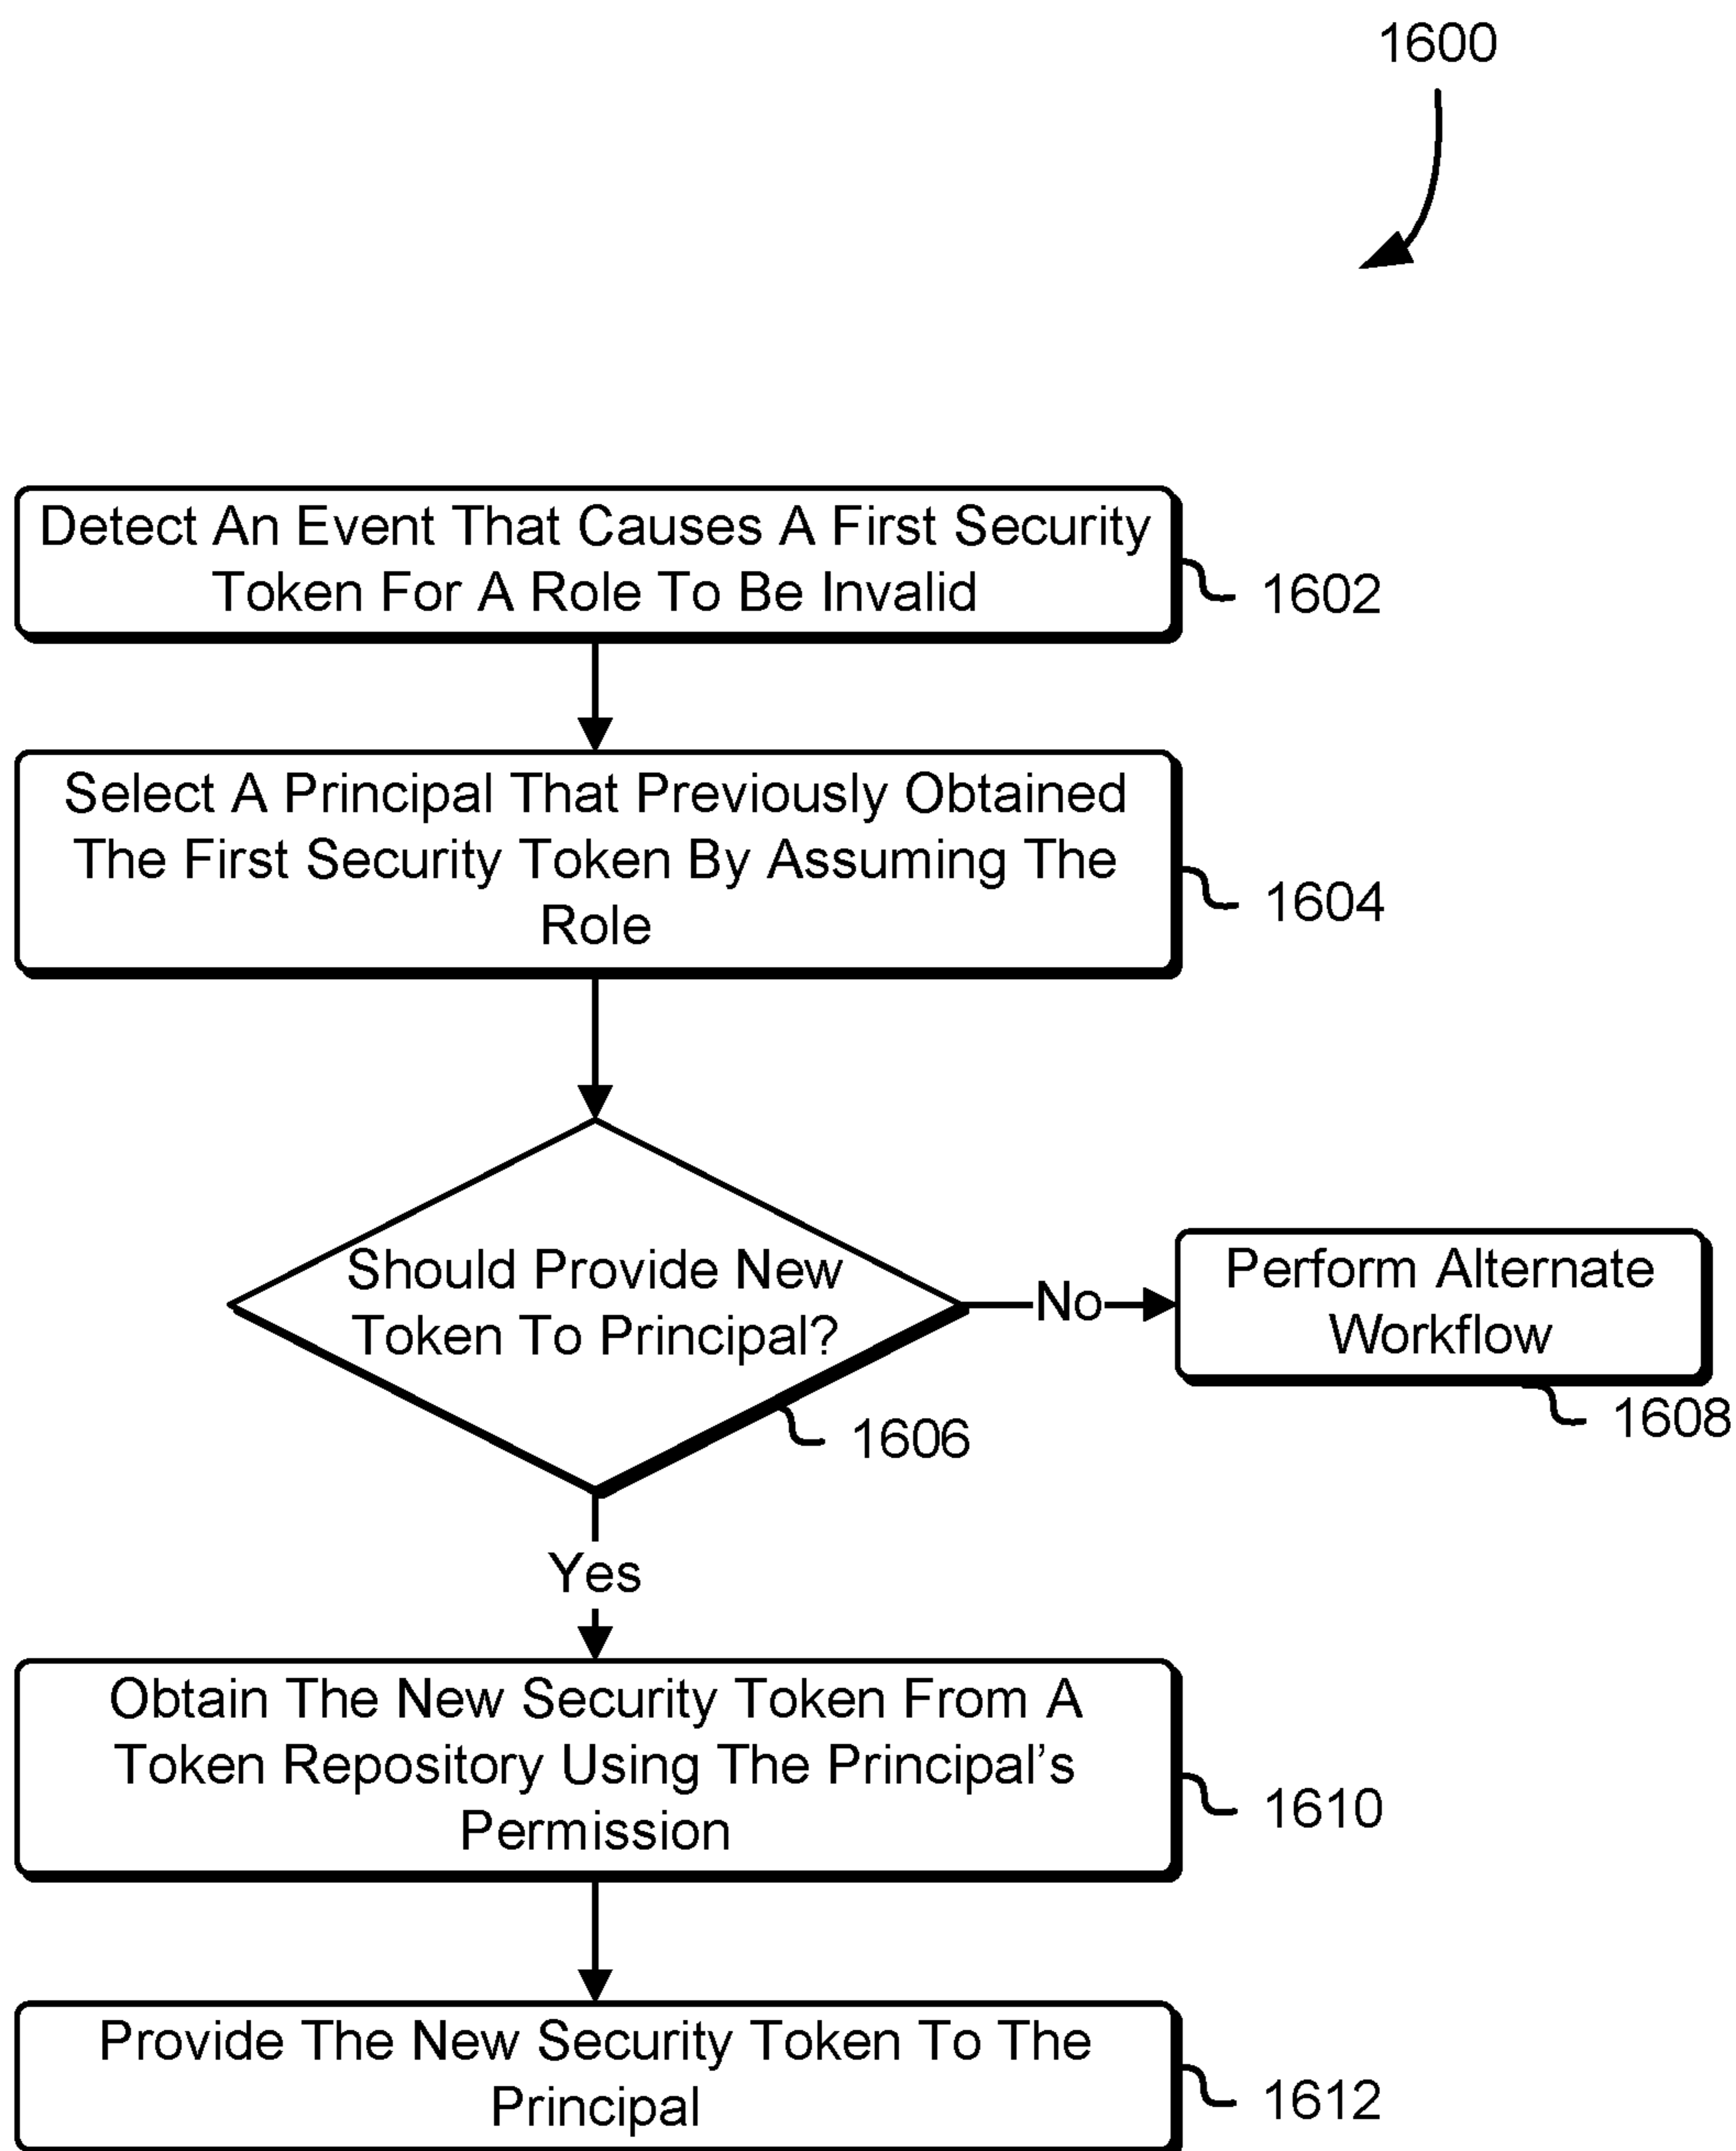 1600
Detect An Event That Causes A First Security
Token For A Role To Be Invalid
1602
Select A Principal That Previously Obtained
The First Security Token By Assuming The
Role
1604
Should Provide New
Token To Principal?
1606
No
Perform Alternate
Workflow
1608
Yes
Obtain The New Security Token From A
Token Repository Using The Principal's
Permission
1610
Provide The New Security Token To The
Principal
1612